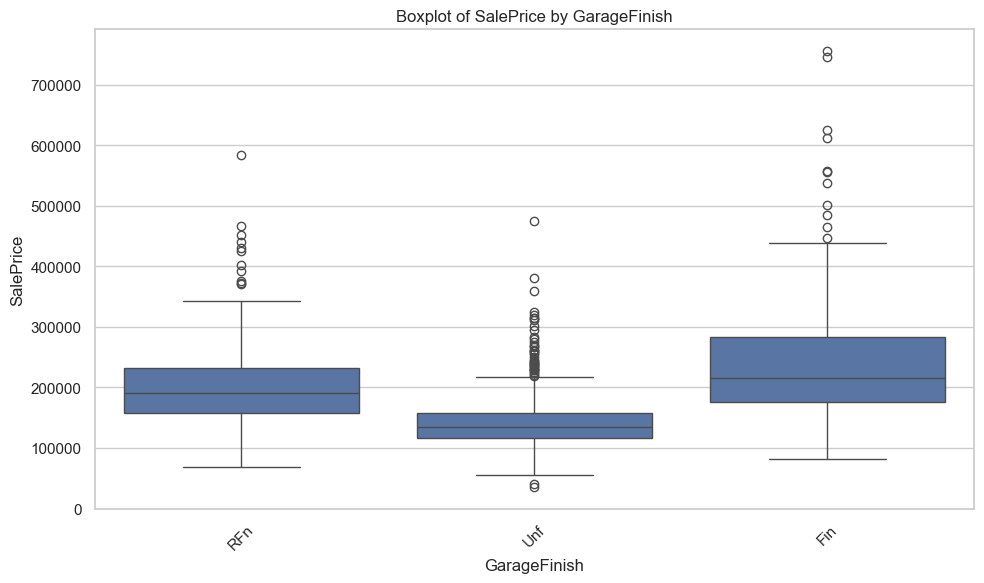 Boxplot of SalePrice by GarageFinish
SalePrice
700000
600000
500000
400000
300000
200000
100000
0
RFn
Unf
Fin
GarageFinish